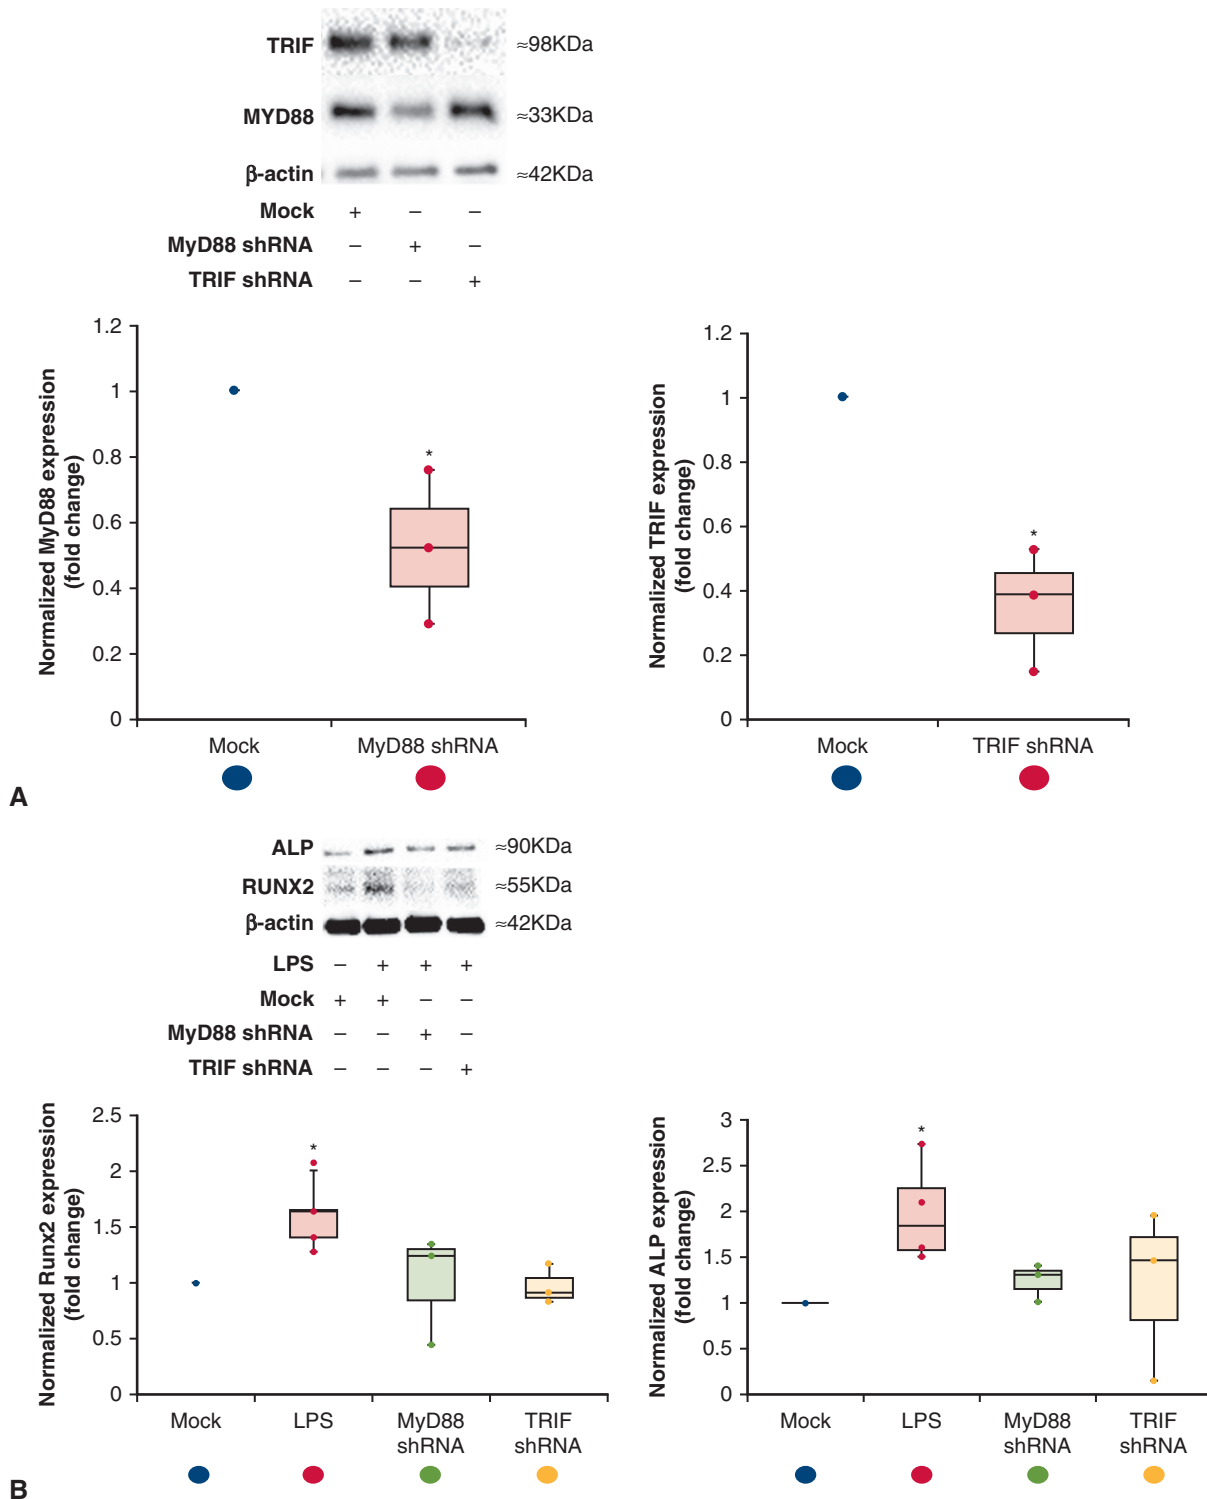 TRIF ≈98KDa
MYD88 ≈33KDa
β-actin ≈42KDa
Mock + – –
MyD88 shRNA – + –
TRIF shRNA – – +
Normalized MyD88 expression
(fold change)
1.2
1
0.8
0.6
0.4
0.2
0
*
Mock MyD88 shRNA
Normalized TRIF expression
(fold change)
1.2
1
0.8
0.6
0.4
0.2
0
*
Mock TRIF shRNA
A
ALP ≈90KDa
RUNX2 ≈55KDa
β-actin ≈42KDa
LPS – + + +
Mock + + – –
MyD88 shRNA – – + –
TRIF shRNA – – – +
Normalized Runx2 expression
(fold change)
2.5
2
1.5
1
0.5
0
*
Mock LPS MyD88 TRIF
shRNA shRNA
Normalized ALP expression
(fold change)
3
2.5
2
1.5
1
0.5
0
*
Mock LPS MyD88 TRIF
shRNA shRNA
B